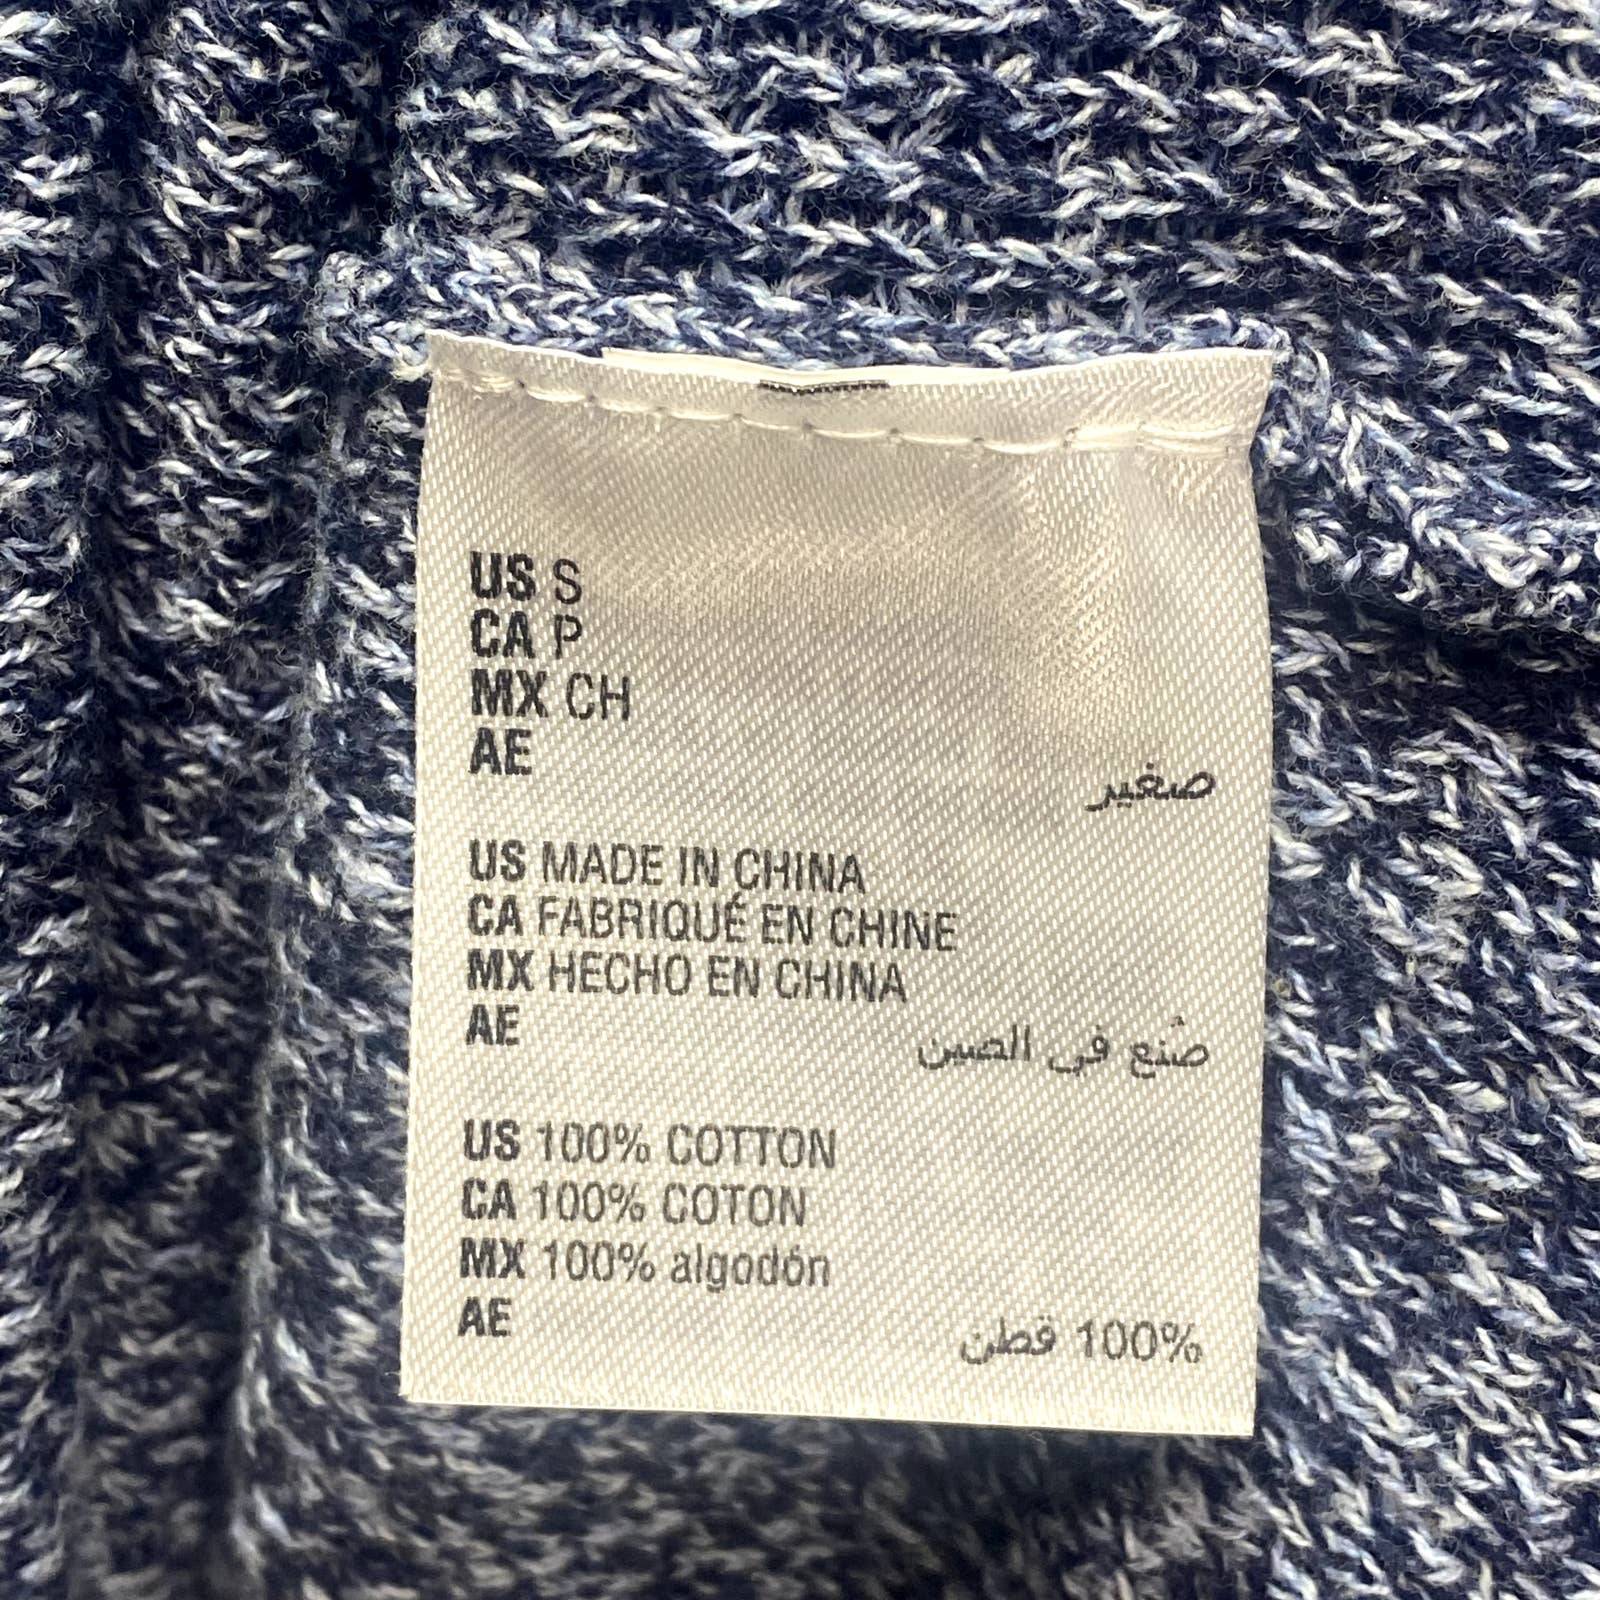 US S
CA P
MX CH
AE
صغير
US MADE IN CHINA
CA FABRIQUÉ EN CHINE
MX HECHO EN CHINA
AE
صُنع في الصين
US 100% COTTON
CA 100% COTON
MX 100% algodón
AE
100% قطن